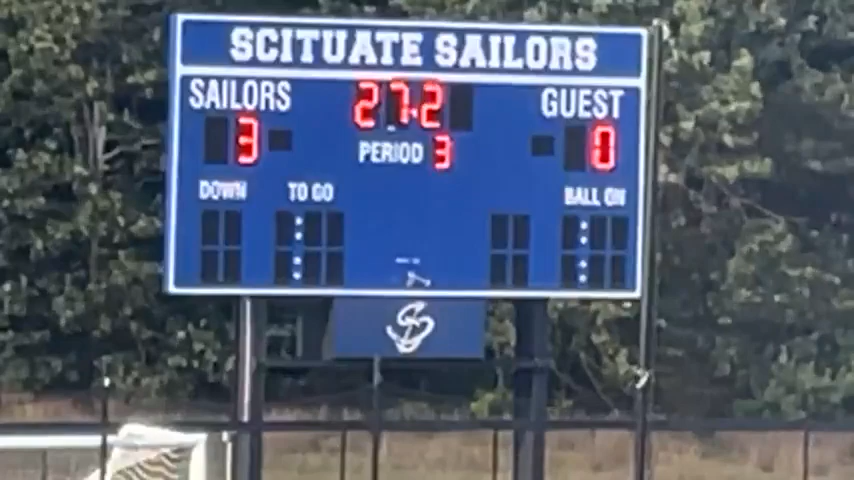 SCITUATE SAILORS
SAILORS 27.2 GUEST
3 PERIOD 3 0
DOWN TO GO BALL ON